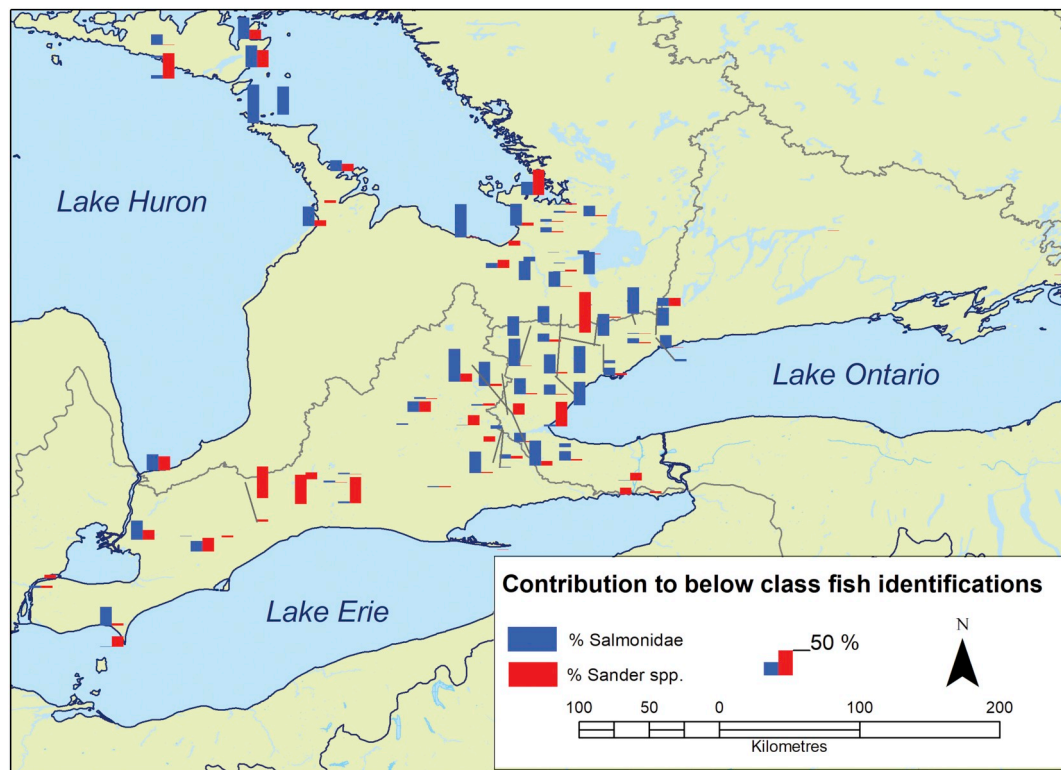 Lake Huron
Lake Ontario
Lake Erie
Contribution to below class fish identifications
% Salmonidae
% Sander spp.
50 %
N
100 50 0 100 200
Kilometres